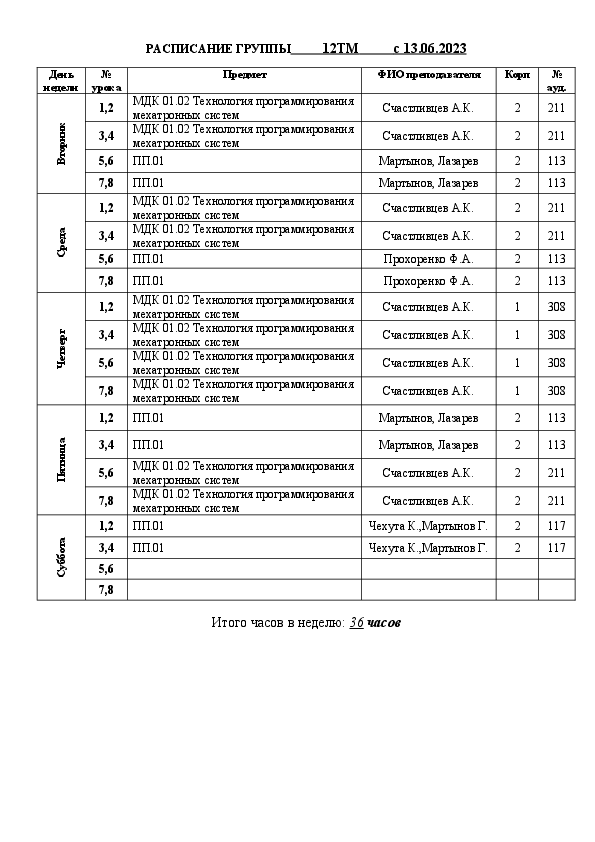 РАСПИСАНИЕ ГРУППЫ 12ТМ с 13.06.2023
День недели № урока Предмет ФИО преподавателя Корп № ауд.
Вторник
1,2 МДК 01.02 Технология программирования мехатронных систем Счастливцев А.К. 2 211
3,4 МДК 01.02 Технология программирования мехатронных систем Счастливцев А.К. 2 211
5,6 ПП.01 Мартынов, Лазарев 2 113
7,8 ПП.01 Мартынов, Лазарев 2 113
Среда
1,2 МДК 01.02 Технология программирования мехатронных систем Счастливцев А.К. 2 211
3,4 МДК 01.02 Технология программирования мехатронных систем Счастливцев А.К. 2 211
5,6 ПП.01 Прохоренко Ф.А. 2 113
7,8 ПП.01 Прохоренко Ф.А. 2 113
Четверг
1,2 МДК 01.02 Технология программирования мехатронных систем Счастливцев А.К. 1 308
3,4 МДК 01.02 Технология программирования мехатронных систем Счастливцев А.К. 1 308
5,6 МДК 01.02 Технология программирования мехатронных систем Счастливцев А.К. 1 308
7,8 МДК 01.02 Технология программирования мехатронных систем Счастливцев А.К. 1 308
Пятница
1,2 ПП.01 Мартынов, Лазарев 2 113
3,4 ПП.01 Мартынов, Лазарев 2 113
5,6 МДК 01.02 Технология программирования мехатронных систем Счастливцев А.К. 2 211
7,8 МДК 01.02 Технология программирования мехатронных систем Счастливцев А.К. 2 211
Суббота
1,2 ПП.01 Чехута К.,Мартынов Г. 2 117
3,4 ПП.01 Чехута К.,Мартынов Г. 2 117
5,6
7,8
Итого часов в неделю: 36 часов